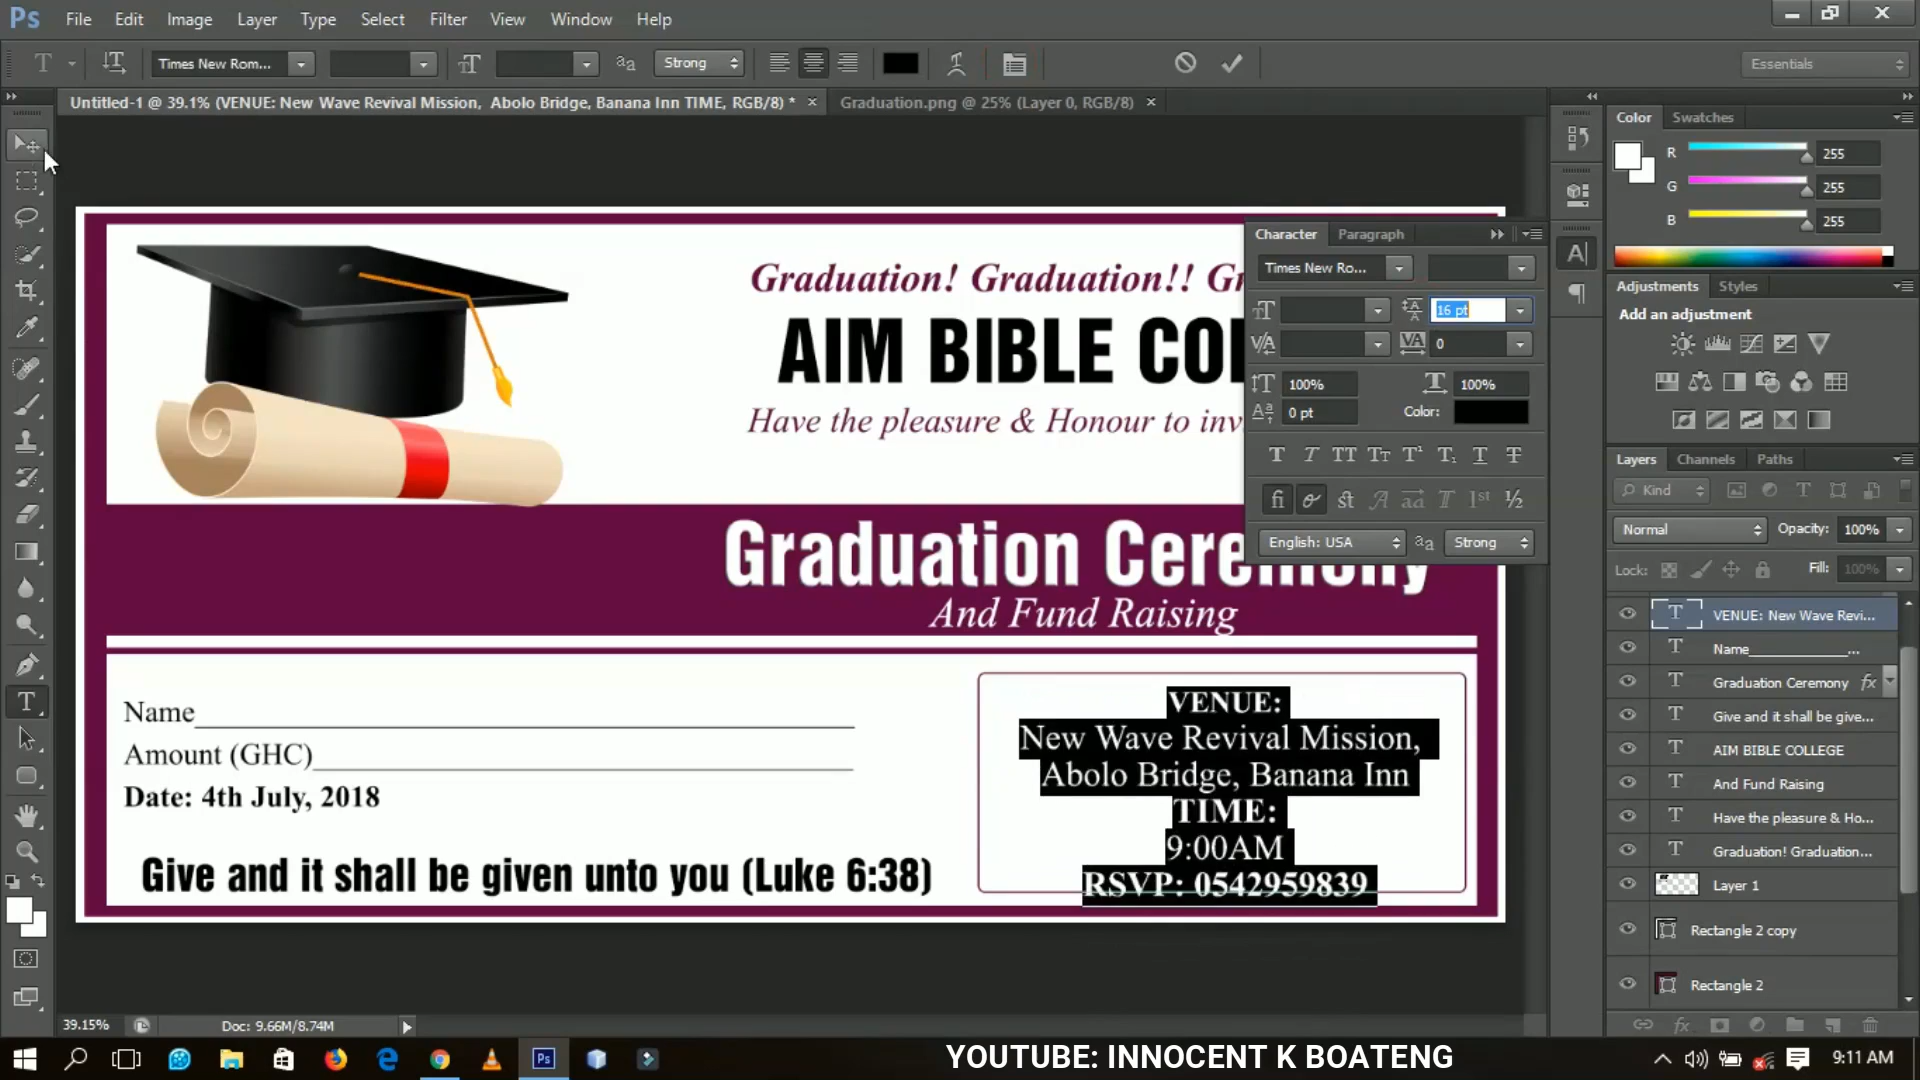 Ps File Edit Image Layer Type Select Filter View Window Help
T Times New Rom... Strong Essentials
Untitled-1 @ 39.1% (VENUE: New Wave Revival Mission, Abolo Bridge, Banana Inn TIME, RGB/8) * × Graduation.png @ 25% (Layer 0, RGB/8) ×
Color Swatches
R 255
G 255
B 255
Adjustments Styles
Add an adjustment
Character Paragraph
Times New Ro...
16 pt
0
100% 100%
0 pt Color:
English: USA Strong
Graduation! Graduation!! Gr
AIM BIBLE COL
Have the pleasure & Honour to inv
Graduation Ceremony
And Fund Raising
Name
Amount (GHC)
Date: 4th July, 2018
Give and it shall be given unto you (Luke 6:38)
VENUE:
New Wave Revival Mission,
Abolo Bridge, Banana Inn
TIME:
9:00AM
RSVP: 0542959839
Layers Channels Paths
Kind
Normal Opacity: 100%
Lock: Fill: 100%
VENUE: New Wave Revi...
Name______________...
Graduation Ceremony fx
Give and it shall be give...
AIM BIBLE COLLEGE
And Fund Raising
Have the pleasure & Ho...
Graduation! Graduation...
Layer 1
Rectangle 2 copy
Rectangle 2
39.15% Doc: 9.66M/8.74M
YOUTUBE: INNOCENT K BOATENG
9:11 AM